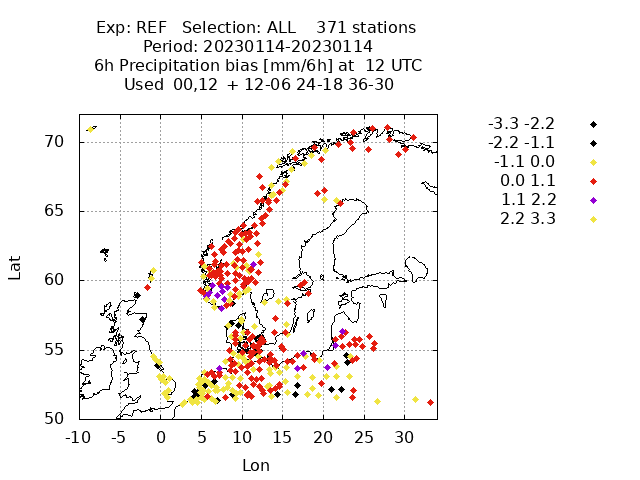 Exp: REF   Selection: ALL    371 stations
Period: 20230114-20230114
6h Precipitation bias [mm/6h] at  12 UTC
Used  00,12  + 12-06 24-18 36-30
-3.3 -2.2
-2.2 -1.1
-1.1 0.0
0.0 1.1
1.1 2.2
2.2 3.3
70
65
60
55
50
Lat
-10 -5 0 5 10 15 20 25 30
Lon